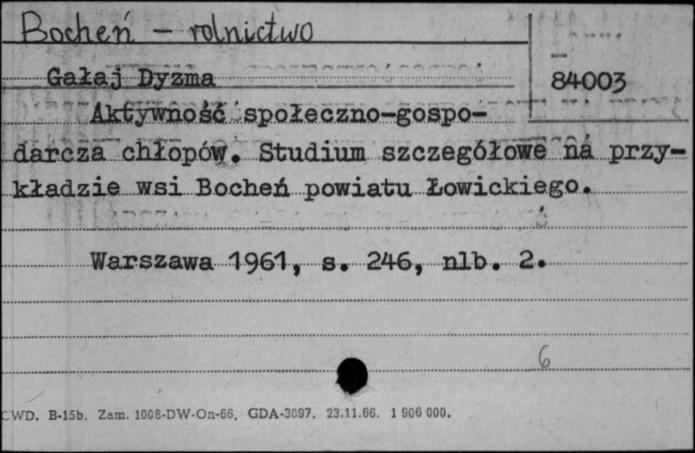 Bocheń - rolnictwo
Gałaj Dyzma
84003
Aktywność społeczno-gospo-
darcza chłopów. Studium szczegółowe na przy-
kładzie wsi Bocheń powiatu Łowickiego.
Warszawa 1961, s. 246, nlb. 2.
6
CWD. B-15b. Zam. 1008-DW-On-66. GDA-3097. 23.11.66. 1 906 000.